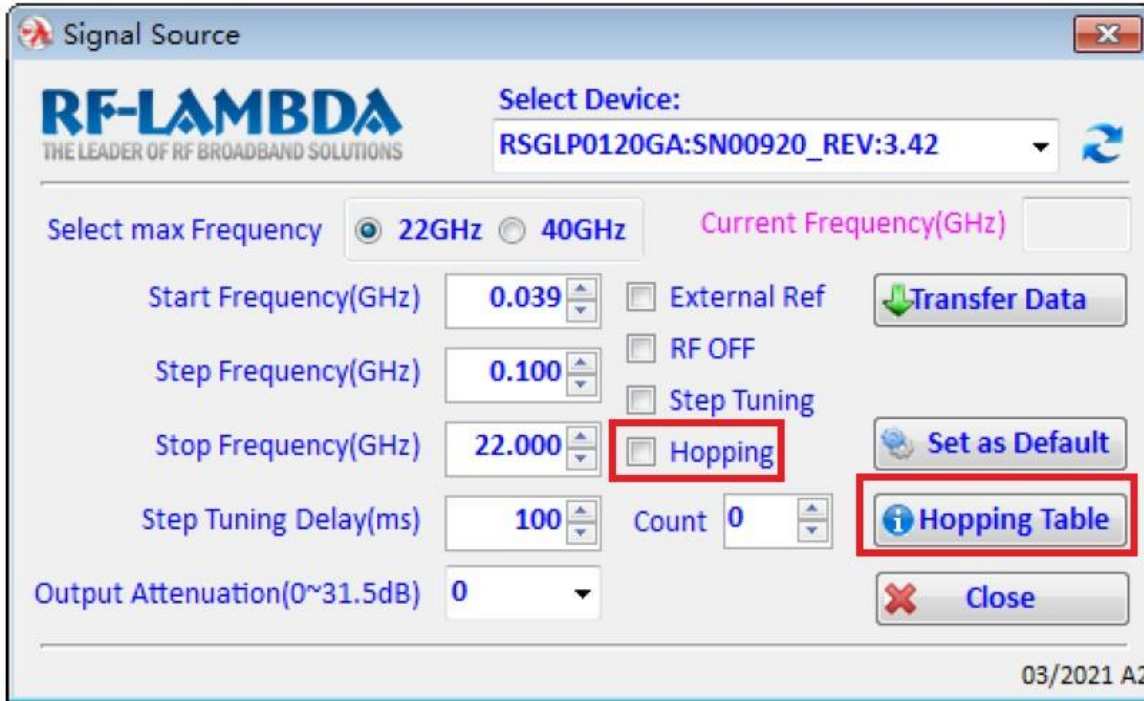 Signal Source
RF-LAMBDA
THE LEADER OF RF BROADBAND SOLUTIONS
Select Device:
RSGLP0120GA:SN00920_REV:3.42
Select max Frequency 22GHz 40GHz Current Frequency(GHz)
Start Frequency(GHz) 0.039 External Ref Transfer Data
RF OFF
Step Frequency(GHz) 0.100
Step Tuning
Stop Frequency(GHz) 22.000 Hopping Set as Default
Step Tuning Delay(ms) 100 Count 0 Hopping Table
Output Attenuation(0~31.5dB) 0 Close
03/2021 A2